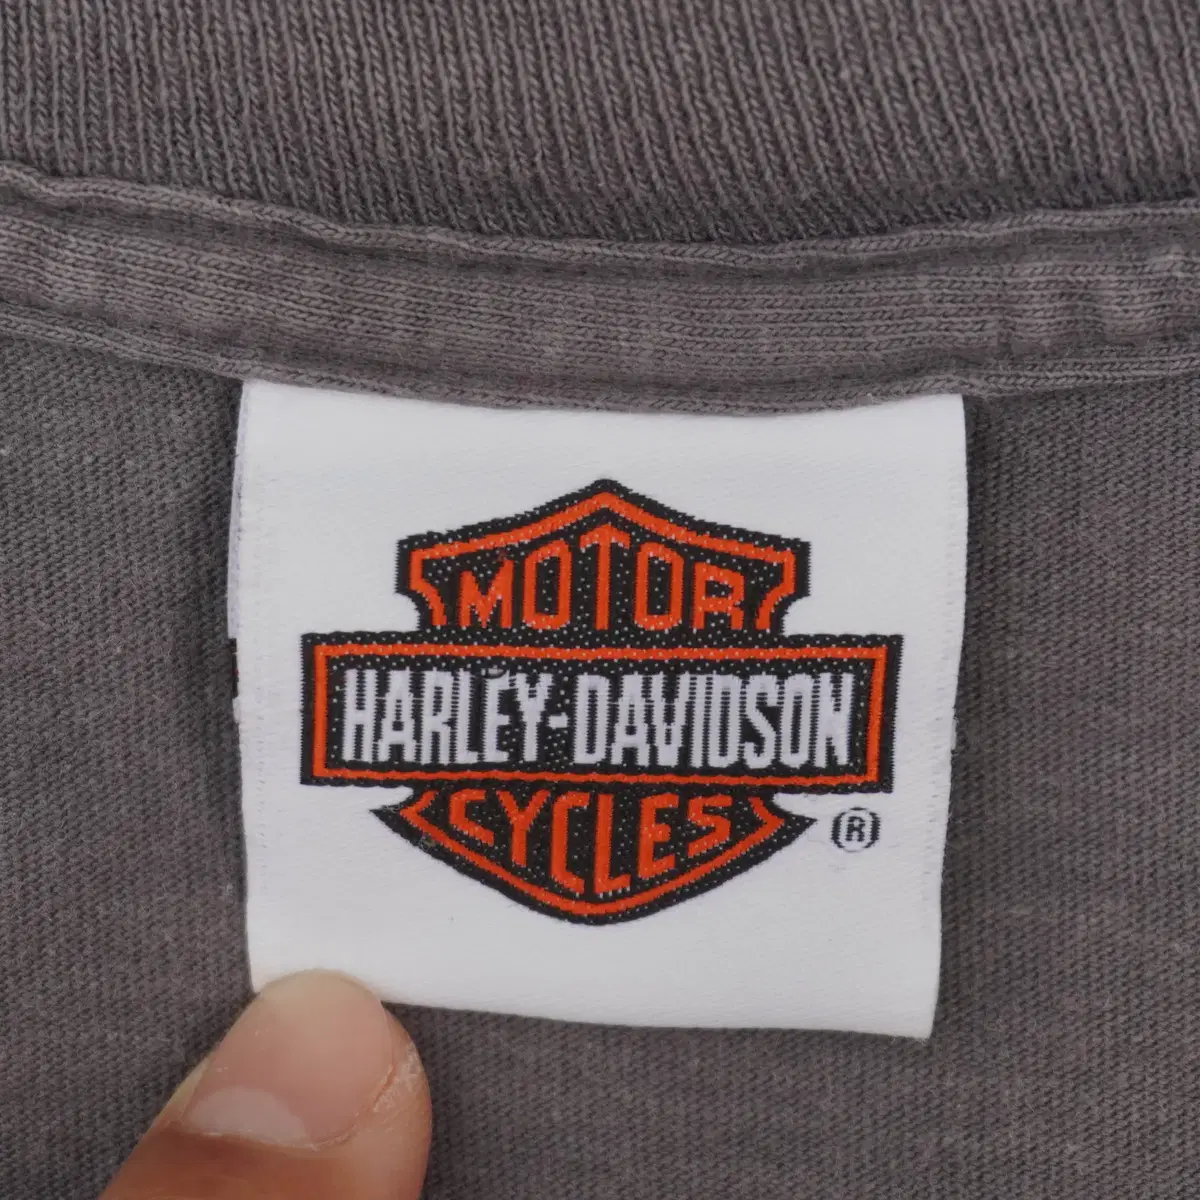 MOTOR
HARLEY-DAVIDSON
CYCLES
®